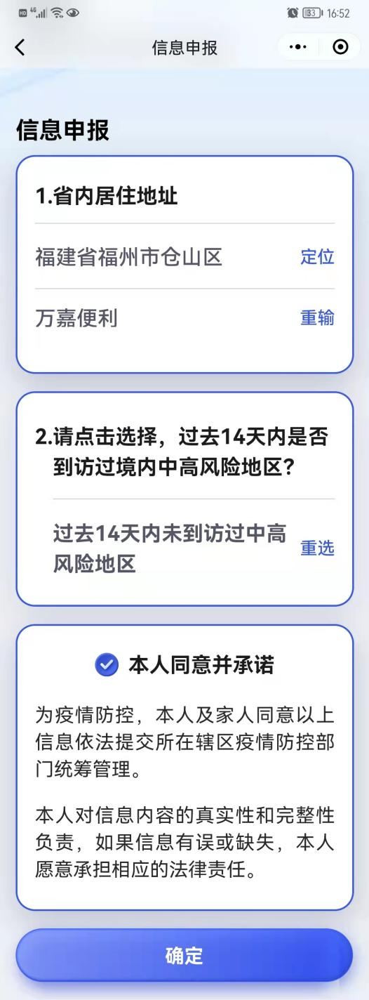 HD 4G 33 16:52
信息申报
信息申报
1.省内居住地址
福建省福州市仓山区 定位
万嘉便利 重输
2.请点击选择，过去14天内是否
到访过境内中高风险地区？
过去14天内未到访过中高
风险地区 重选
本人同意并承诺
为疫情防控，本人及家人同意以上
信息依法提交所在辖区疫情防控部
门统筹管理。
本人对信息内容的真实性和完整性
负责，如果信息有误或缺失，本人
愿意承担相应的法律责任。
确定